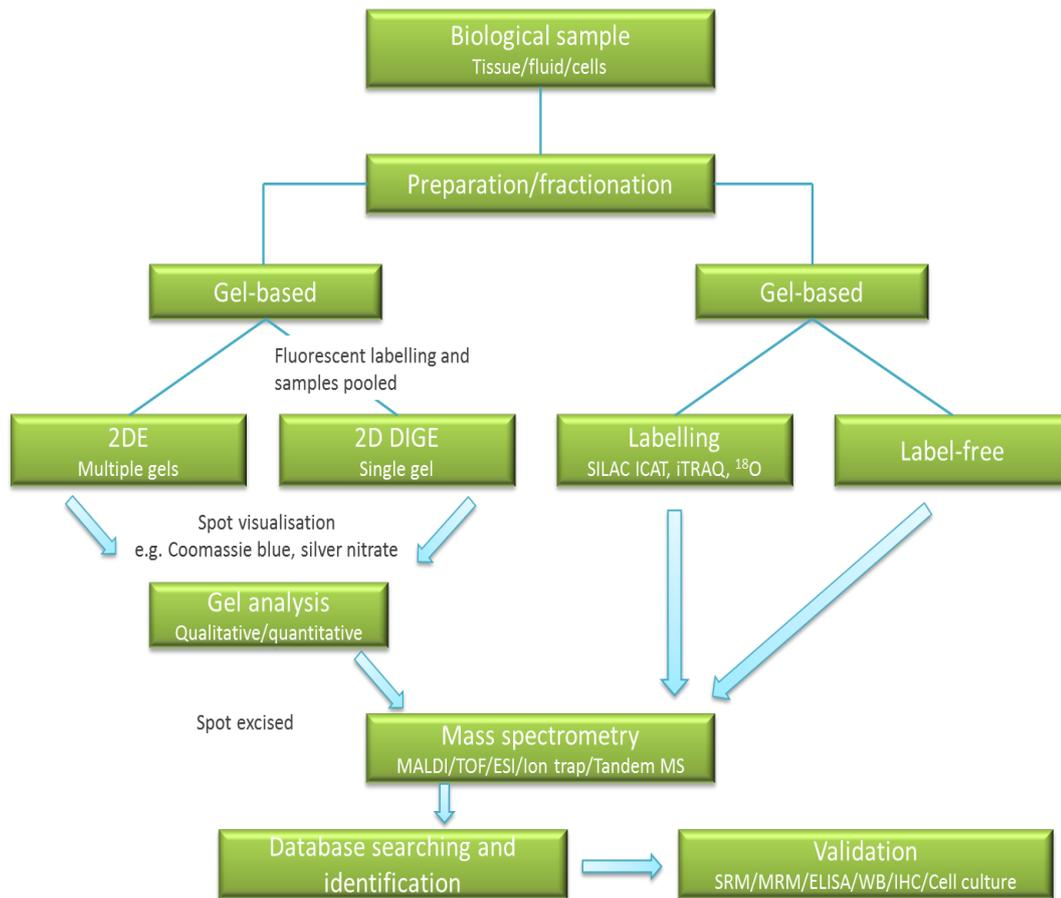 Biological sample
Tissue/fluid/cells
Preparation/fractionation
Gel-based
Gel-based
Fluorescent labelling and
samples pooled
2DE
Multiple gels
2D DIGE
Single gel
Labelling
SILAC ICAT, iTRAQ, ¹⁸O
Label-free
Spot visualisation
e.g. Coomassie blue, silver nitrate
Gel analysis
Qualitative/quantitative
Spot excised
Mass spectrometry
MALDI/TOF/ESI/Ion trap/Tandem MS
Database searching and
identification
Validation
SRM/MRM/ELISA/WB/IHC/Cell culture